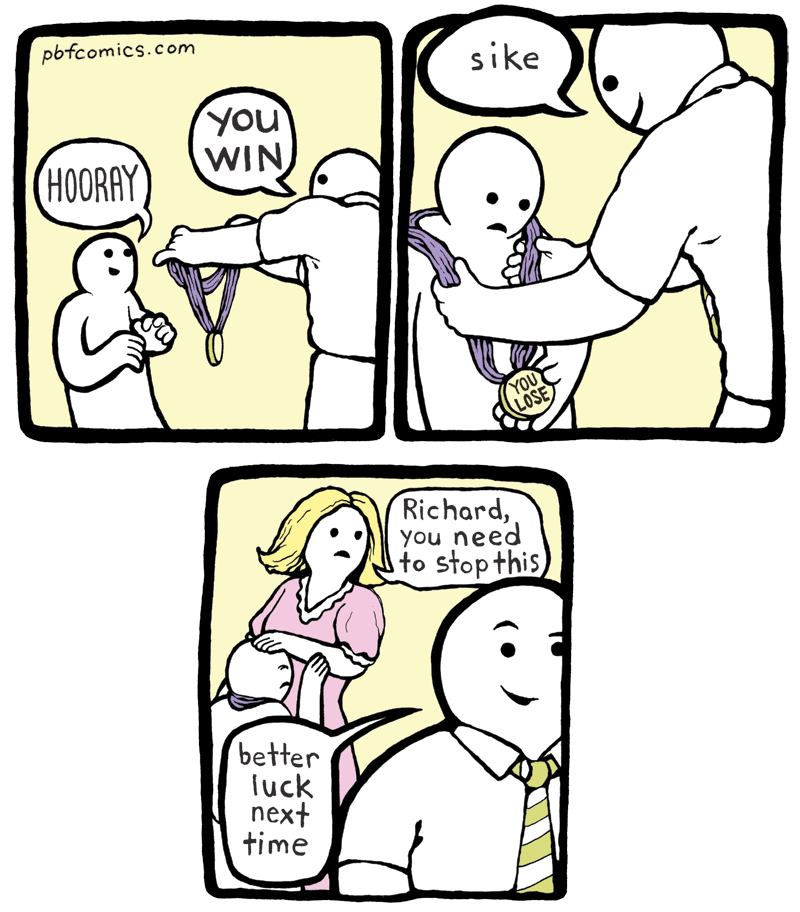 pbfcomics.com
HOORAY
YOU
WIN
sike
YOU
LOSE
Richard,
you need
to stop this
better
luck
next
time